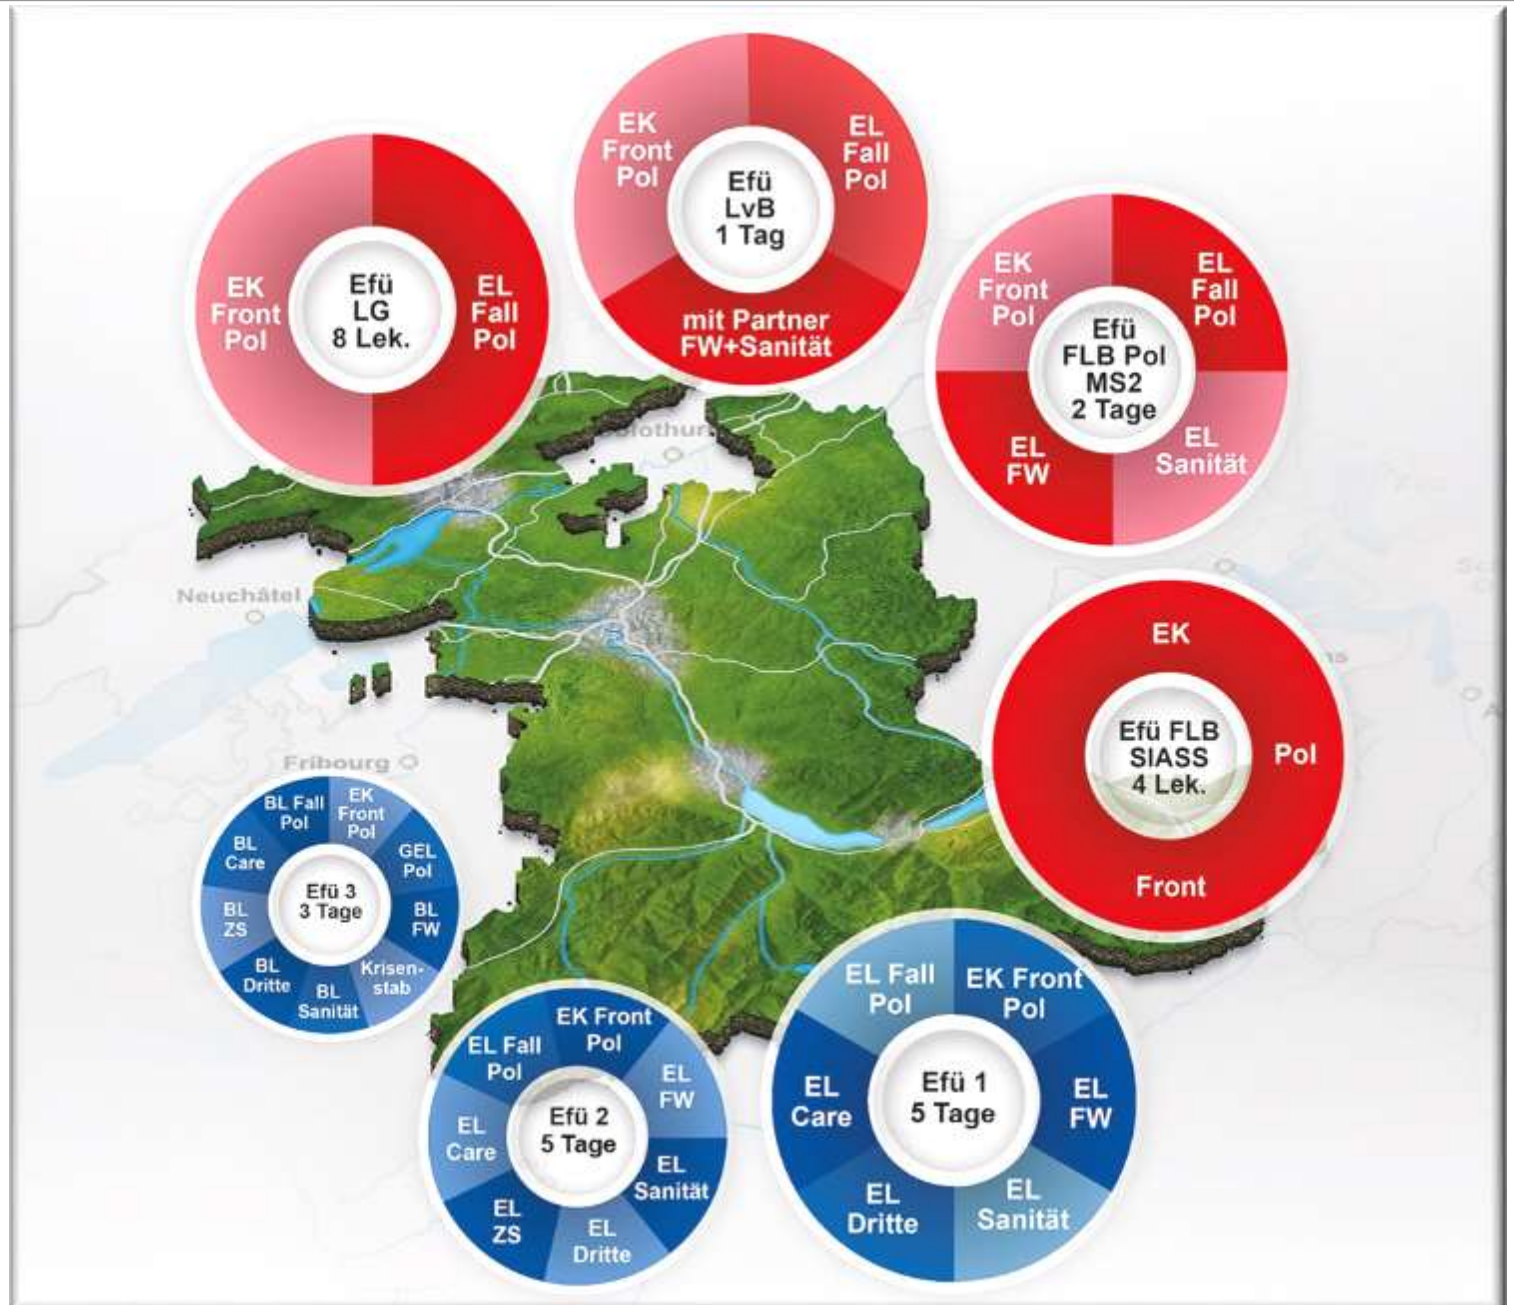 EK
Front
Pol
Efü
LvB
1 Tag
EL
Fall
Pol
mit Partner
FW+Sanität
EK
Front
Pol
Efü
LG
8 Lek.
EL
Fall
Pol
EK
Front
Pol
EL
Fall
Pol
Efü
FLB Pol
MS2
2 Tage
EL
FW
EL
Sanität
Neuchâtel
EK
Efü FLB
SIASS
4 Lek.
Pol
Front
Fribourg
BL Fall
Pol
EK
Front
Pol
BL
Care
GEL
Pol
Efü 3
3 Tage
BL
ZS
BL
FW
BL
Dritte
BL
Sanität
Krisen-
stab
EL Fall
Pol
EK Front
Pol
EL
FW
EL
Care
Efü 2
5 Tage
EL
Sanität
EL
ZS
EL
Dritte
EL Fall
Pol
EK Front
Pol
EL
Care
Efü 1
5 Tage
EL
FW
EL
Dritte
EL
Sanität